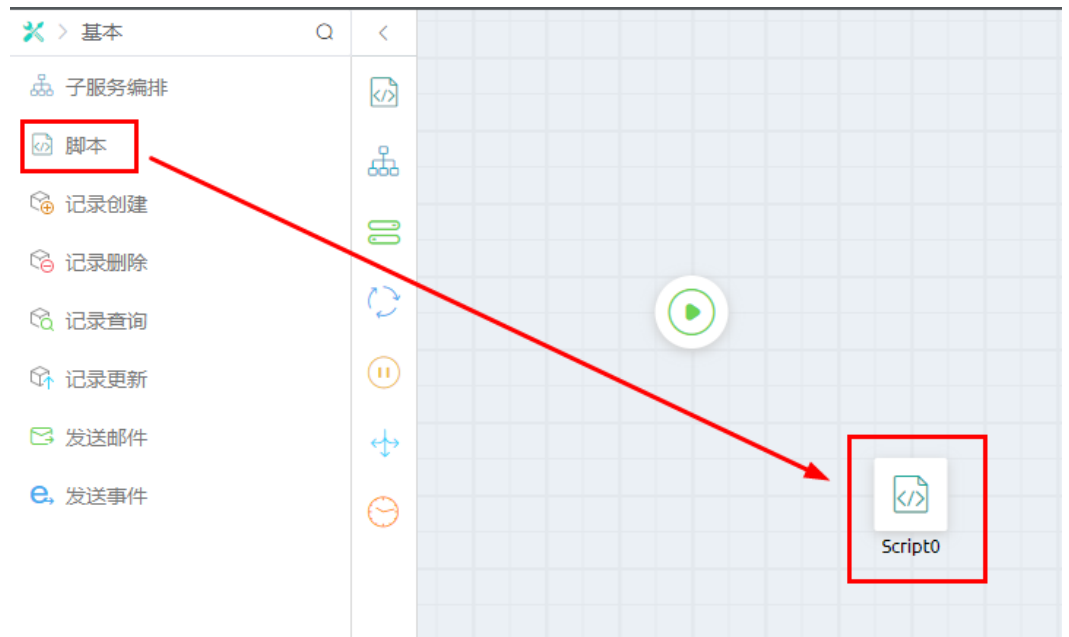 基本
子服务编排
脚本
记录创建
记录删除
记录查询
记录更新
发送邮件
发送事件
Script0